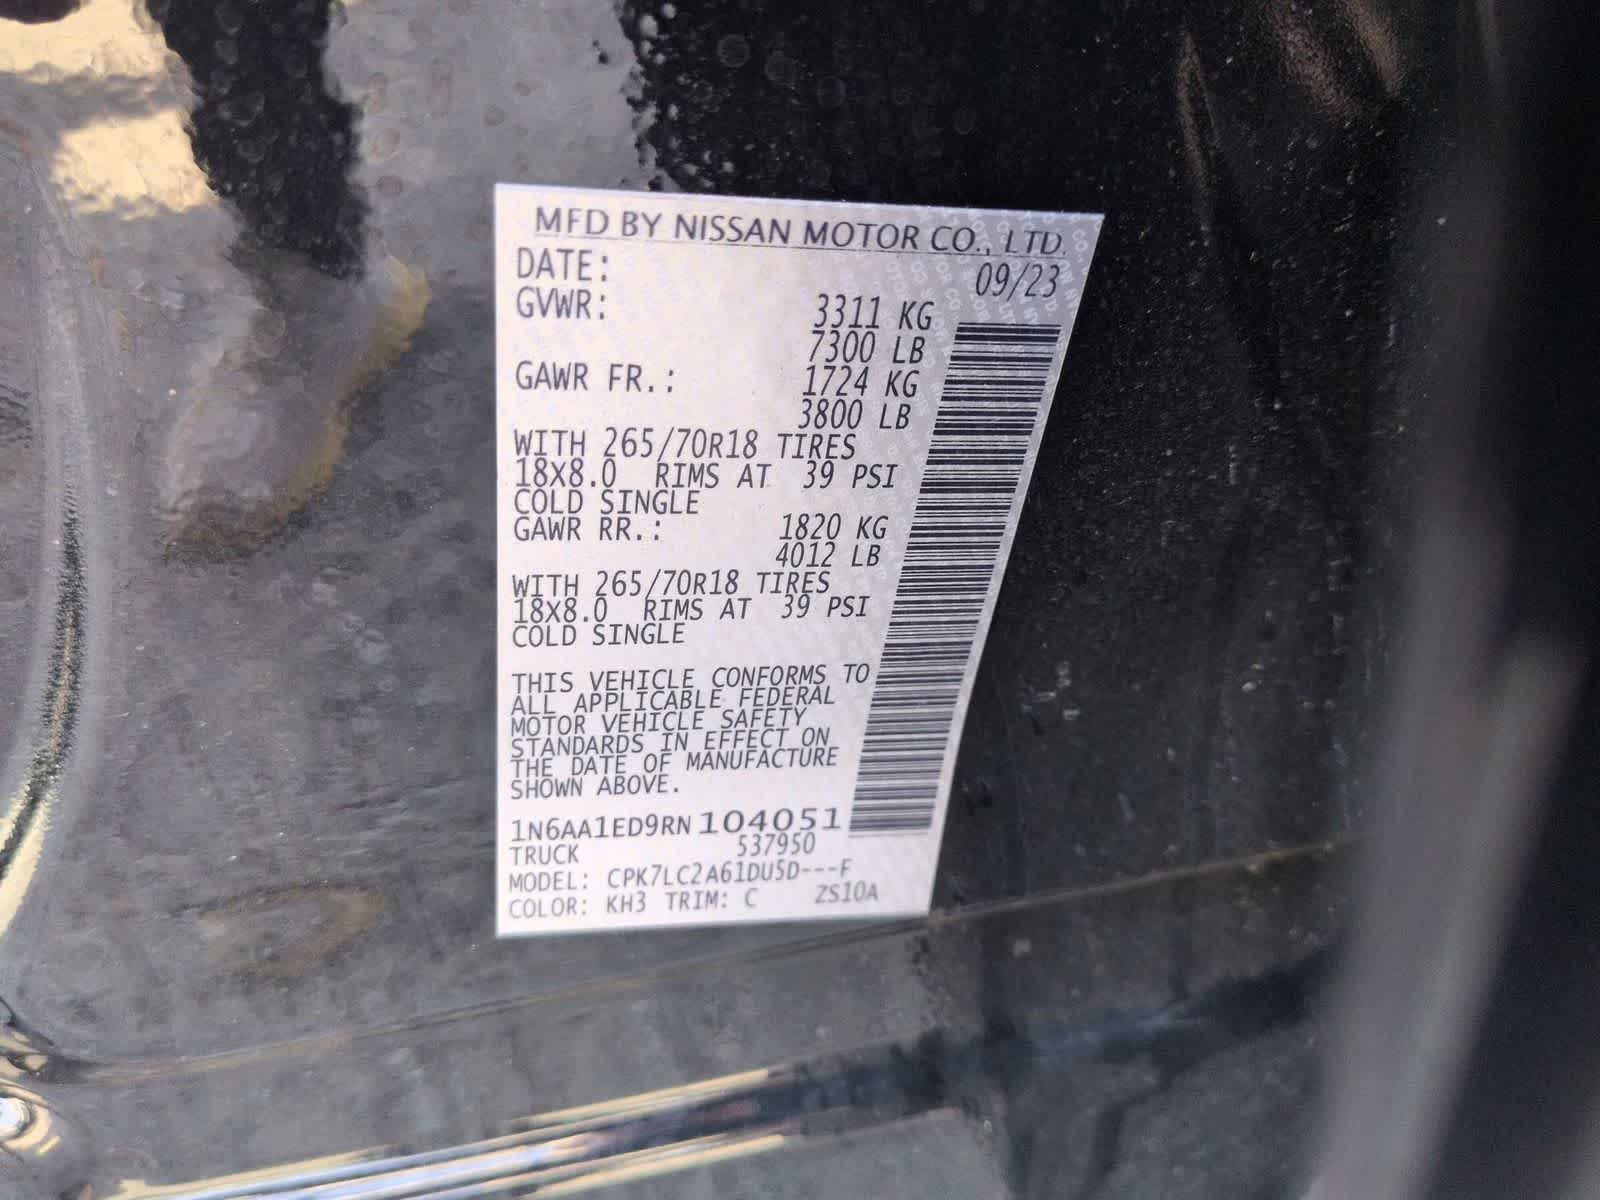 MFD BY NISSAN MOTOR CO., LTD.
DATE: 09/23
GVWR: 3311 KG
7300 LB
GAWR FR.: 1724 KG
3800 LB
WITH 265/70R18 TIRES
18X8.0 RIMS AT 39 PSI
COLD SINGLE
GAWR RR.: 1820 KG
4012 LB
WITH 265/70R18 TIRES
18X8.0 RIMS AT 39 PSI
COLD SINGLE
THIS VEHICLE CONFORMS TO
ALL APPLICABLE FEDERAL
MOTOR VEHICLE SAFETY
STANDARDS IN EFFECT ON
THE DATE OF MANUFACTURE
SHOWN ABOVE.
1N6AA1ED9RN104051
TRUCK 537950
MODEL: CPK7LC2A61DU5D---F
COLOR: KH3 TRIM: C ZS10A